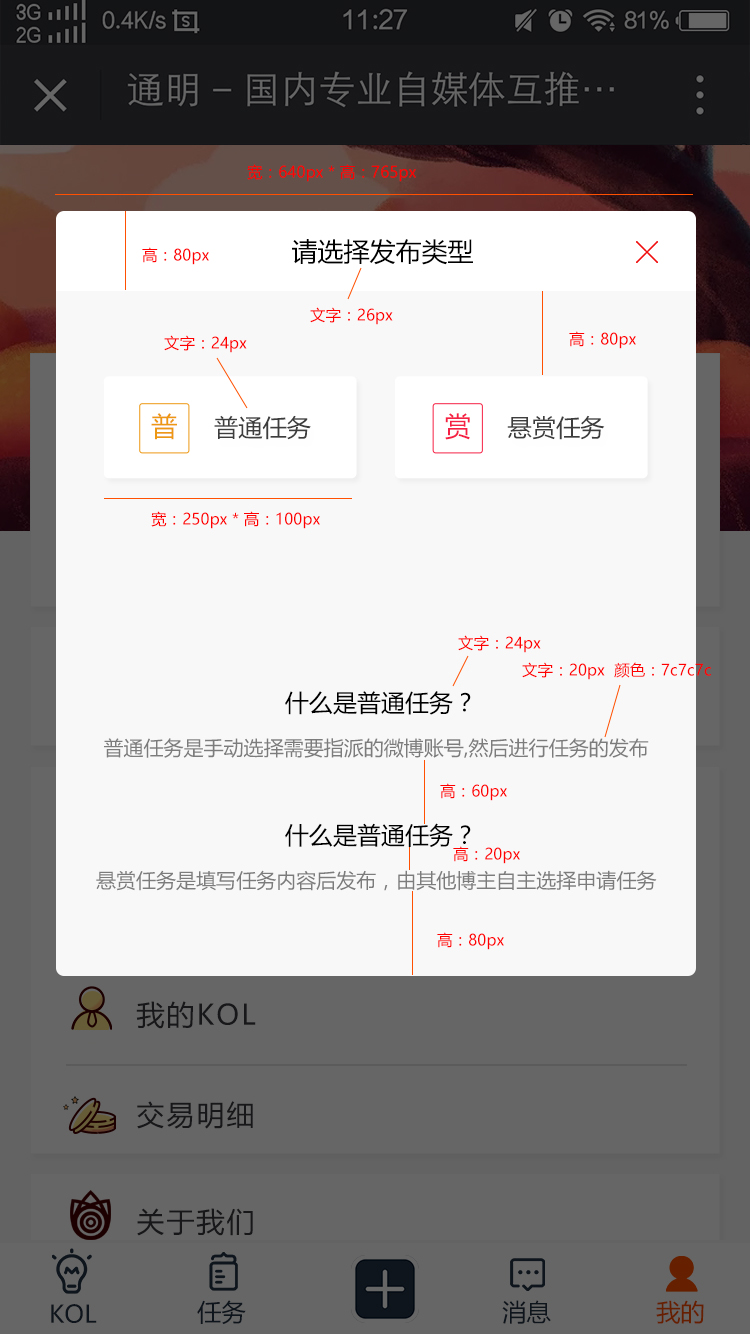 3G
2G
0.4K/s
S
11:27
81%
通明 – 国内专业自媒体互推…
宽：640px * 高：765px
高：80px
请选择发布类型
文字：26px
文字：24px
高：80px
普 普通任务
赏 悬赏任务
宽：250px * 高：100px
文字：24px
文字：20px 颜色：7c7c7c
什么是普通任务？
普通任务是手动选择需要指派的微博账号,然后进行任务的发布
高：60px
什么是普通任务？
高：20px
悬赏任务是填写任务内容后发布，由其他博主自主选择申请任务
高：80px
我的KOL
交易明细
关于我们
KOL 任务 消息 我的